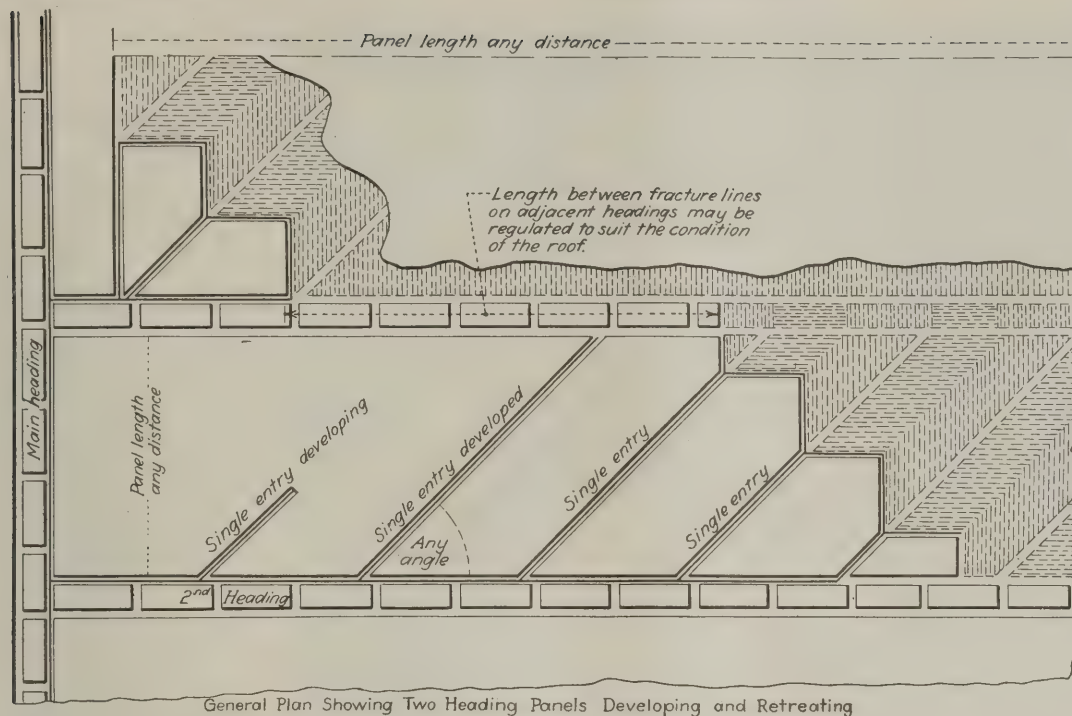 Panel length any distance
Length between fracture lines
on adjacent headings may be
regulated to suit the condition
of the roof.
Main heading
Panel length
any distance
Single entry developing
Single entry developed
Single entry
Single entry
Any
angle
2nd Heading
General Plan Showing Two Heading Panels Developing and Retreating